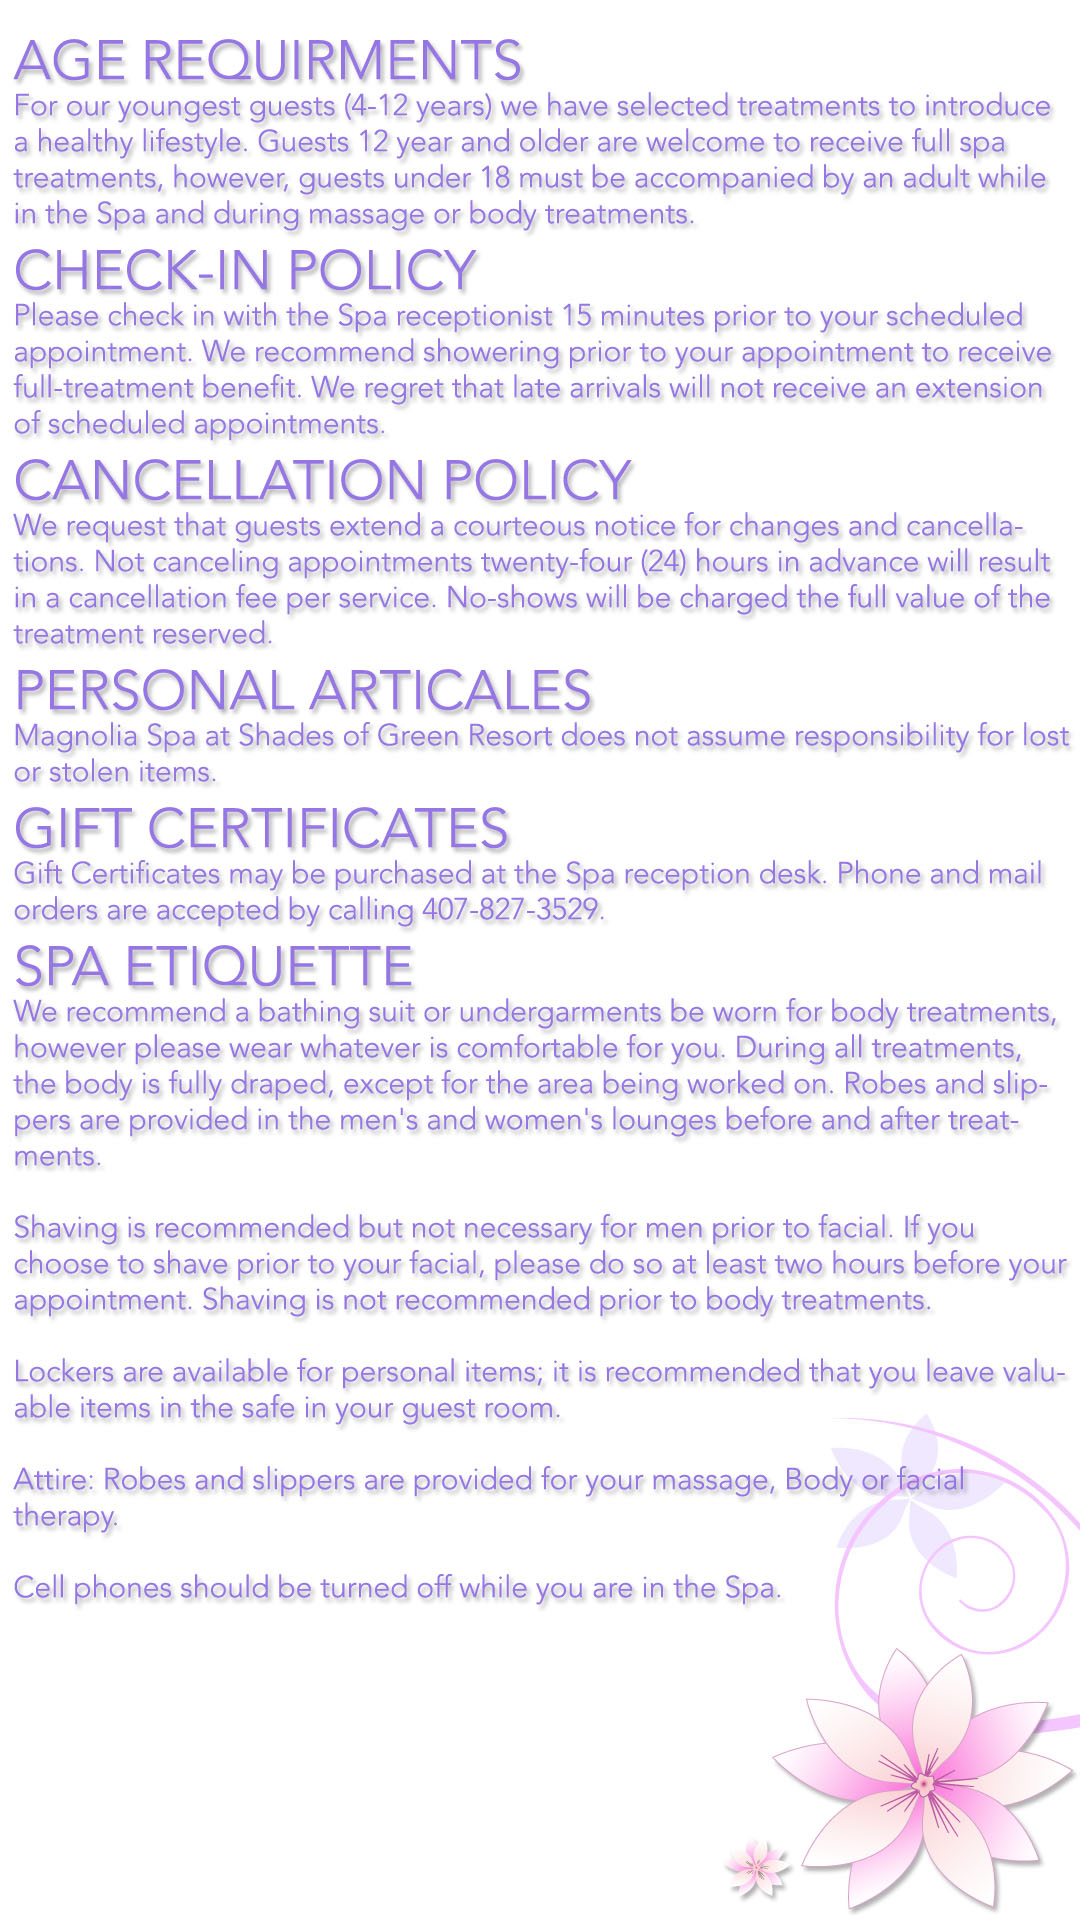 AGE REQUIRMENTS
For our youngest guests (4-12 years) we have selected treatments to introduce
a healthy lifestyle. Guests 12 year and older are welcome to receive full spa
treatments, however, guests under 18 must be accompanied by an adult while
in the Spa and during massage or body treatments.
CHECK-IN POLICY
Please check in with the Spa receptionist 15 minutes prior to your scheduled
appointment. We recommend showering prior to your appointment to receive
full-treatment benefit. We regret that late arrivals will not receive an extension
of scheduled appointments.
CANCELLATION POLICY
We request that guests extend a courteous notice for changes and cancella-
tions. Not canceling appointments twenty-four (24) hours in advance will result
in a cancellation fee per service. No-shows will be charged the full value of the
treatment reserved.
PERSONAL ARTICALES
Magnolia Spa at Shades of Green Resort does not assume responsibility for lost
or stolen items.
GIFT CERTIFICATES
Gift Certificates may be purchased at the Spa reception desk. Phone and mail
orders are accepted by calling 407-827-3529.
SPA ETIQUETTE
We recommend a bathing suit or undergarments be worn for body treatments,
however please wear whatever is comfortable for you. During all treatments,
the body is fully draped, except for the area being worked on. Robes and slip-
pers are provided in the men's and women's lounges before and after treat-
ments.
Shaving is recommended but not necessary for men prior to facial. If you
choose to shave prior to your facial, please do so at least two hours before your
appointment. Shaving is not recommended prior to body treatments.
Lockers are available for personal items; it is recommended that you leave valu-
able items in the safe in your guest room.
Attire: Robes and slippers are provided for your massage, Body or facial
therapy.
Cell phones should be turned off while you are in the Spa.